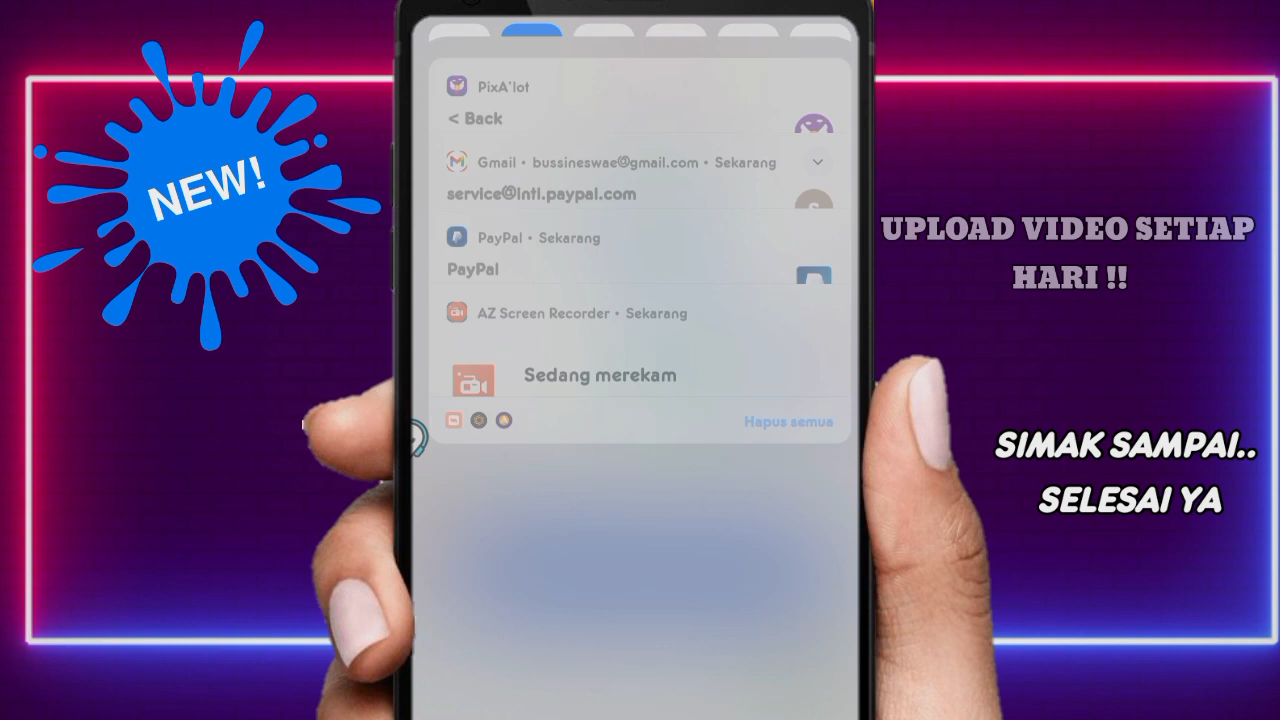 NEW!
PixA'lot
< Back
Gmail • bussineswae@gmail.com • Sekarang
service@intl.paypal.com
PayPal • Sekarang
PayPal
AZ Screen Recorder • Sekarang
Sedang merekam
Hapus semua
UPLOAD VIDEO SETIAP
HARI !!
SIMAK SAMPAI..
SELESAI YA